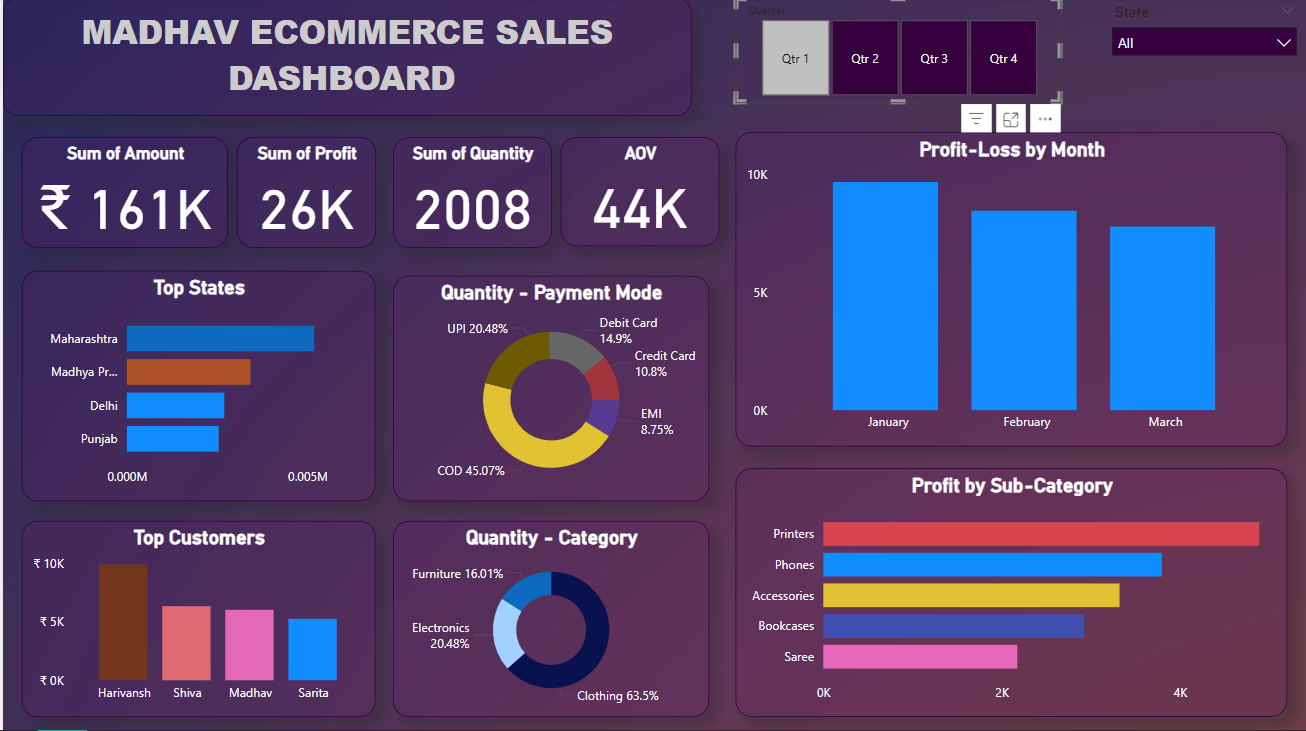 MADHAV ECOMMERCE SALES
DASHBOARD
Quarter
Qtr 1
Qtr 2
Qtr 3
Qtr 4
State
All
Sum of Amount
₹ 161K
Sum of Profit
26K
Sum of Quantity
2008
AOV
44K
Profit-Loss by Month
10K
5K
0K
January
February
March
Top States
Maharashtra
Madhya Pr...
Delhi
Punjab
0.000M
0.005M
Quantity - Payment Mode
UPI 20.48%
Debit Card
14.9%
Credit Card
10.8%
EMI
8.75%
COD 45.07%
Profit by Sub-Category
Printers
Phones
Accessories
Bookcases
Saree
0K
2K
4K
Top Customers
₹ 10K
₹ 5K
₹ 0K
Harivansh
Shiva
Madhav
Sarita
Quantity - Category
Furniture 16.01%
Electronics
20.48%
Clothing 63.5%